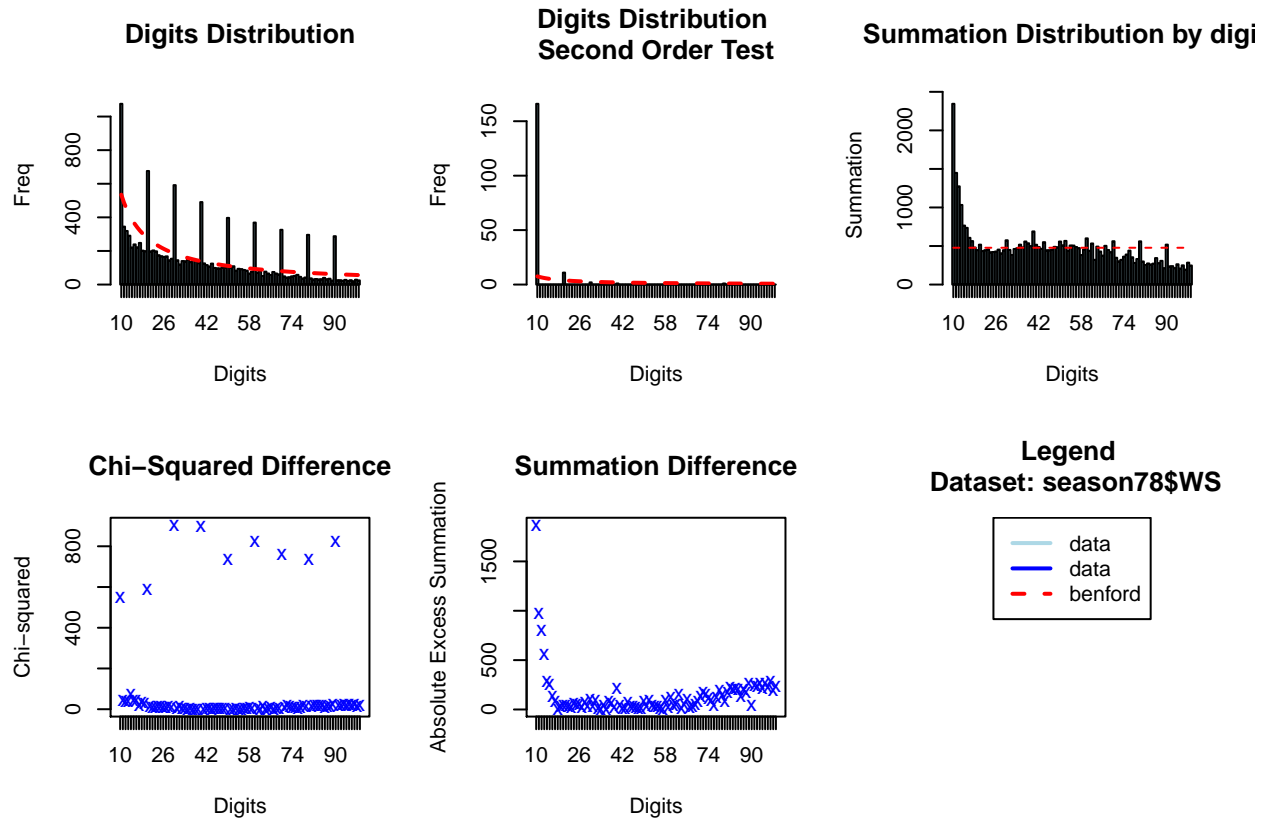 Digits Distribution
Freq
0
400
800
10 26 42 58 74 90
Digits
Digits Distribution
Second Order Test
Freq
0
50
100
150
10 26 42 58 74 90
Digits
Summation Distribution by digi
Summation
0
1000
2000
10 26 42 58 74 90
Digits
Chi−Squared Difference
Chi−squared
0
400
800
10 26 42 58 74 90
Digits
Summation Difference
Absolute Excess Summation
0
500
1500
10 26 42 58 74 90
Digits
Legend
Dataset: season78$WS
data
data
benford